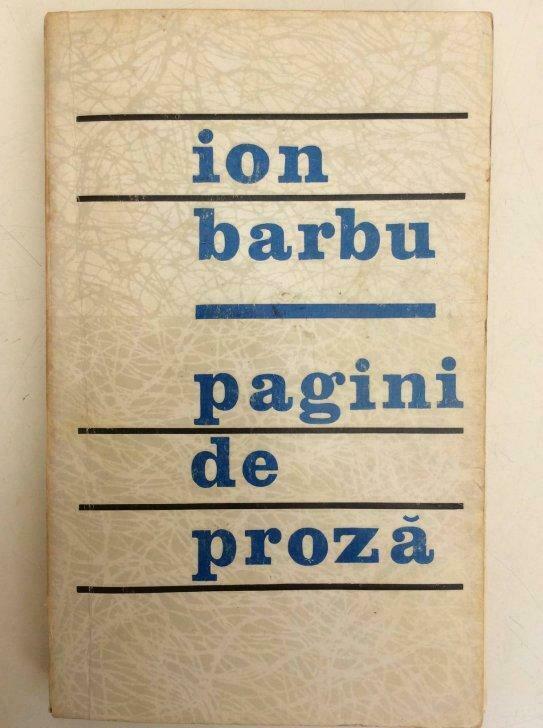 ion
barbu
pagini
de
proză